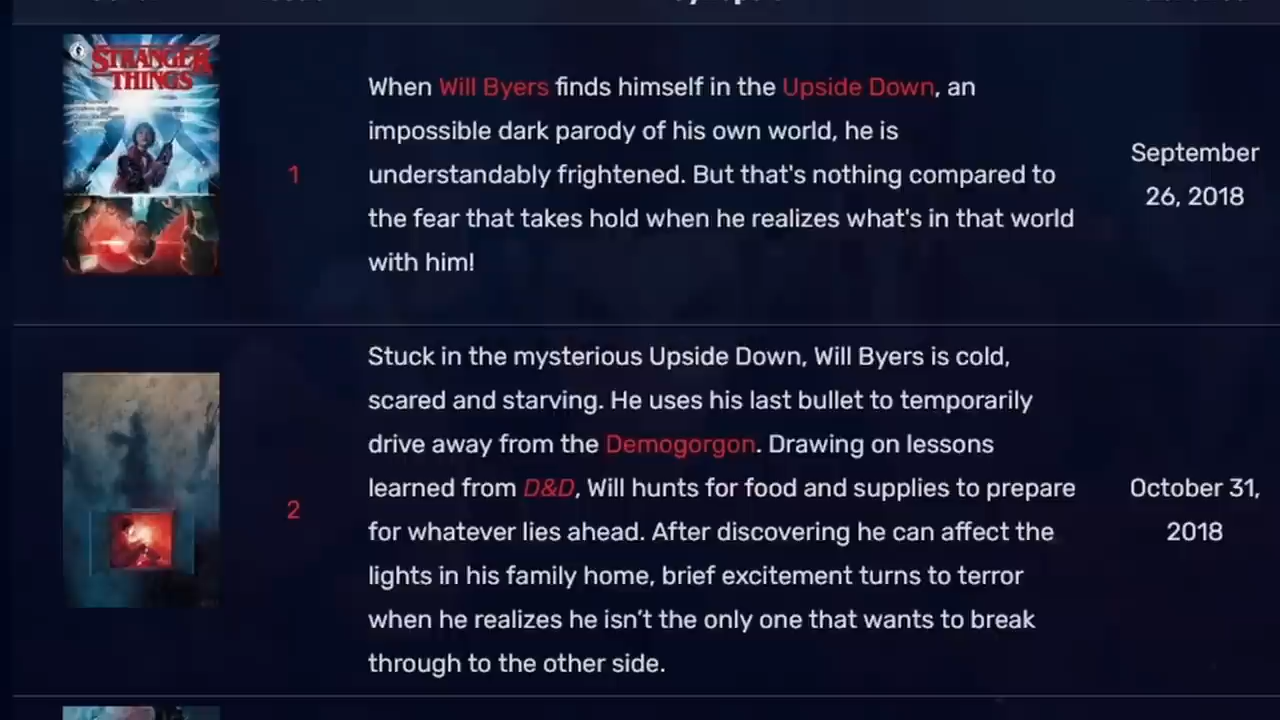 STRANGER
THINGS
1
When Will Byers finds himself in the Upside Down, an
impossible dark parody of his own world, he is
understandably frightened. But that's nothing compared to
the fear that takes hold when he realizes what's in that world
with him!
September
26, 2018
2
Stuck in the mysterious Upside Down, Will Byers is cold,
scared and starving. He uses his last bullet to temporarily
drive away from the Demogorgon. Drawing on lessons
learned from D&D, Will hunts for food and supplies to prepare
for whatever lies ahead. After discovering he can affect the
lights in his family home, brief excitement turns to terror
when he realizes he isn’t the only one that wants to break
through to the other side.
October 31,
2018